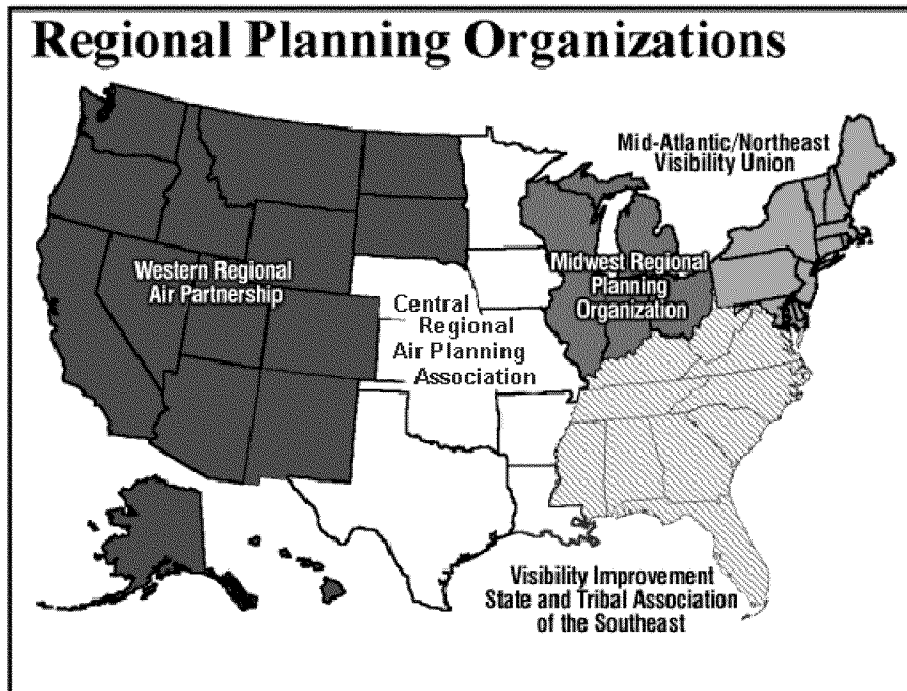 Regional Planning Organizations
Mid-Atlantic/Northeast
Visibility Union
Western Regional
Air Partnership
Midwest Regional
Planning
Organization
Central
Regional
Air Planning
Association
Visibility Improvement
State and Tribal Association
of the Southeast